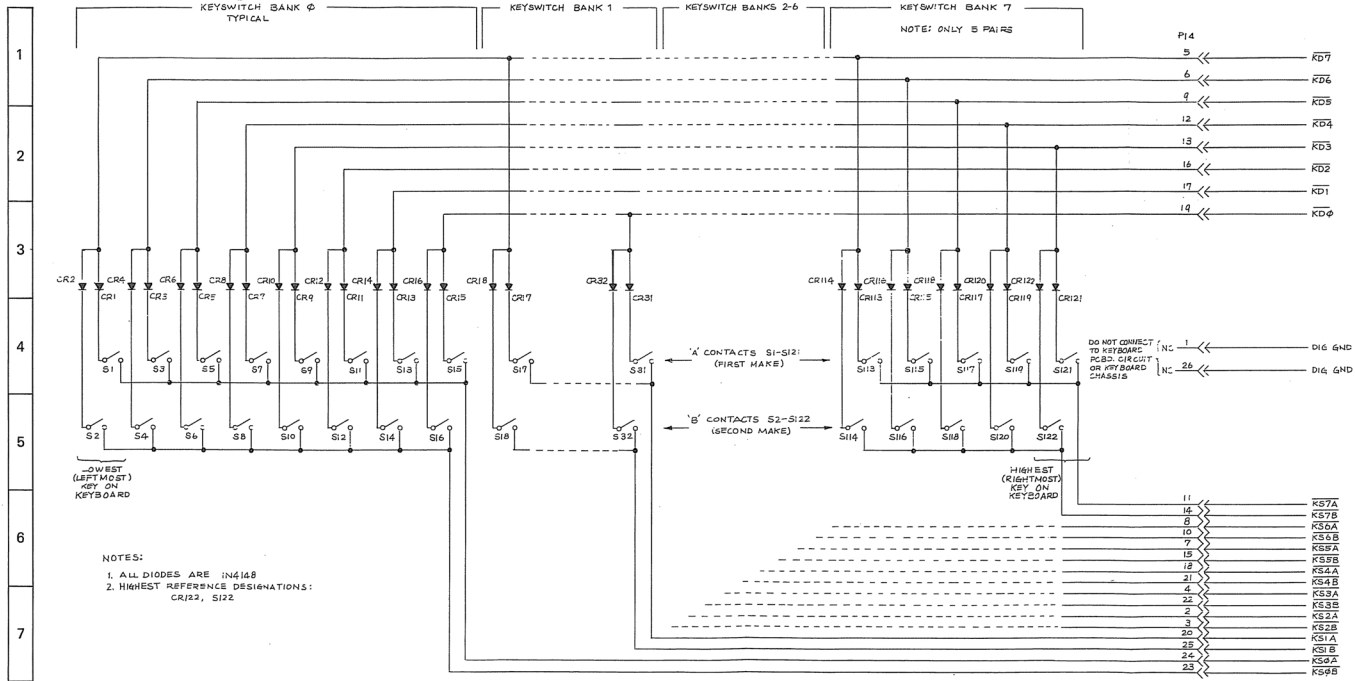 KEYSWITCH BANK Ø
TYPICAL
KEYSWITCH BANK 1
KEYSWITCH BANKS 2-6
KEYSWITCH BANK 7
NOTE: ONLY 5 PAIRS
P14
1
5 KD7
6 KD6
9 KD5
12 KD4
2
13 KD3
16 KD2
17 KD1
19 KDØ
3
CR2 CR4 CR6 CR8 CR10 CR12 CR14 CR16 CR18 CR32 CR114 CR116 CR118 CR120 CR122
CR1 CR3 CR5 CR7 CR9 CR11 CR13 CR15 CR17 CR31 CR113 CR115 CR117 CR119 CR121
4
'A' CONTACTS S1-S121
(FIRST MAKE)
DO NOT CONNECT
TO KEYBOARD
PCBD. CIRCUIT
OR KEYBOARD
CHASSIS
NC 1 DIG GND
NC 26 DIG GND
S1 S3 S5 S7 S9 S11 S13 S15 S17 S31 S113 S115 S117 S119 S121
5
'B' CONTACTS S2-S122
(SECOND MAKE)
S2 S4 S6 S8 S10 S12 S14 S16 S18 S32 S114 S116 S118 S120 S122
LOWEST
(LEFTMOST)
KEY ON
KEYBOARD
HIGHEST
(RIGHTMOST)
KEY ON
KEYBOARD
11 KS7A
14 KS7B
6
8 KS6A
10 KS6B
7 KS5A
15 KS5B
18 KS4A
21 KS4B
4 KS3A
22 KS3B
2 KS2A
3 KS2B
7
20 KS1A
25 KS1B
24 KSØA
23 KSØB
NOTES:
1. ALL DIODES ARE 1N4148
2. HIGHEST REFERENCE DESIGNATIONS:
CR122, S122